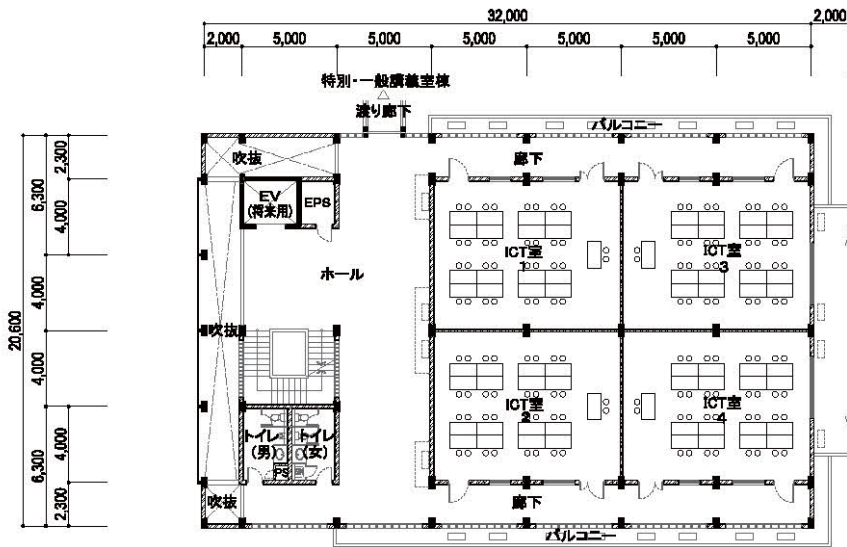 32,000
2,000
2,000
5,000
5,000
5,000
5,000
5,000
5,000
特別・一般講義室棟
渡り廊下
バルコニー
吹抜
廊下
2,300
6,300
4,000
EV
(将来用)
EPS
ICT室
1
ICT室
3
ホール
4,000
20,600
吹抜
4,000
ICT室
2
ICT室
4
トイレ
(男)
トイレ
(女)
4,000
6,300
PS
吹抜
廊下
2,300
バルコニー